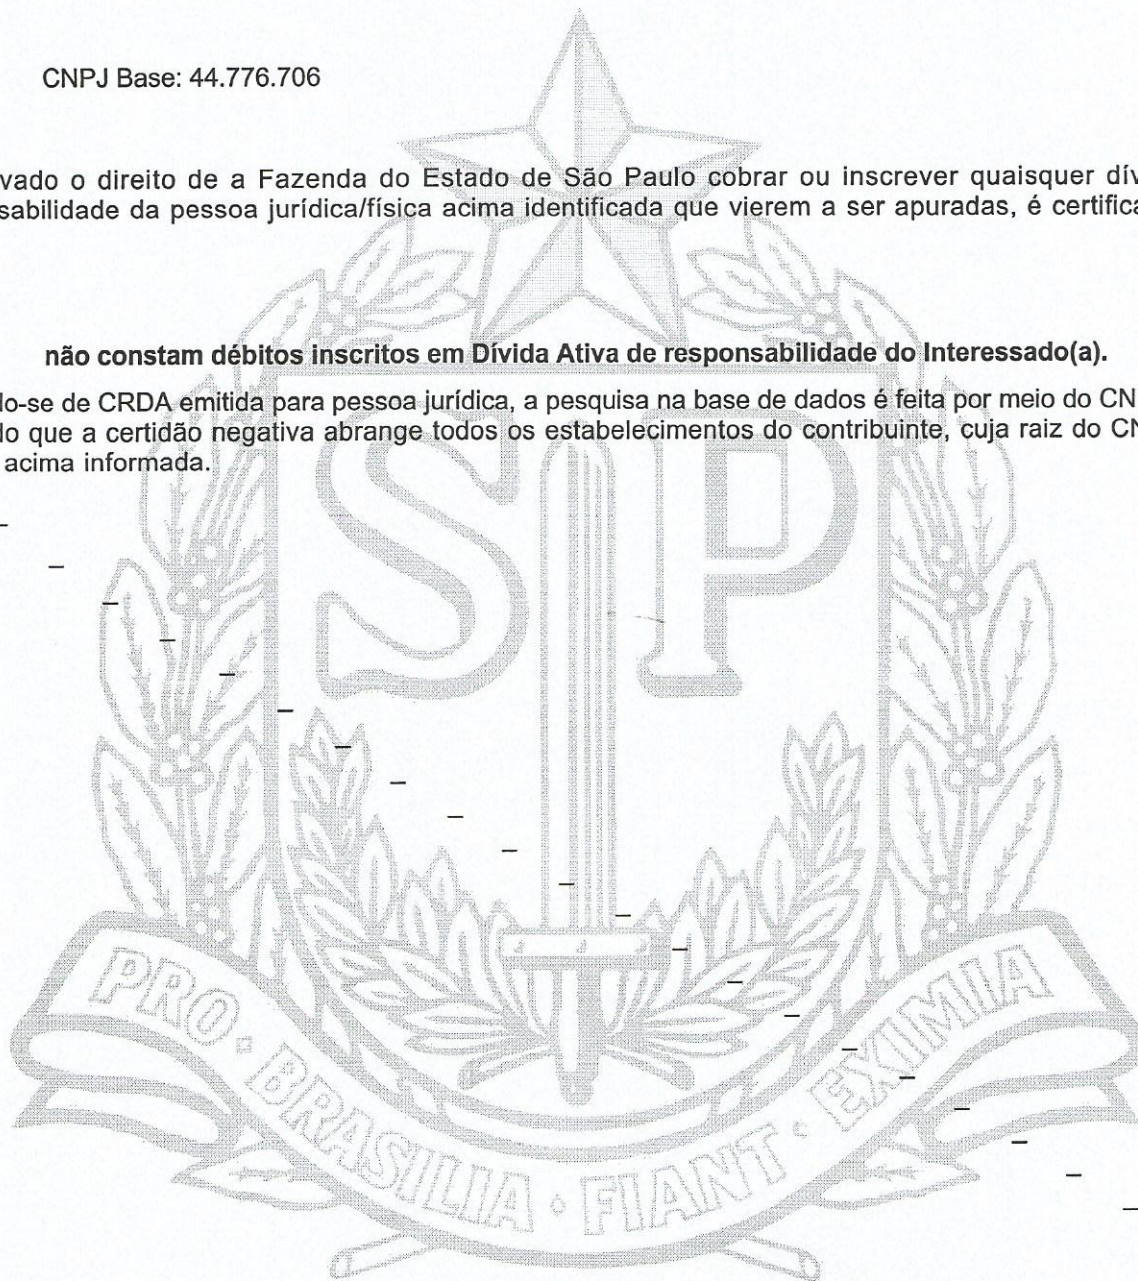 CNPJ Base: 44.776.706
vado o direito de a Fazenda do Estado de São Paulo cobrar ou inscrever quaisquer dív
sabilidade da pessoa jurídica/física acima identificada que vierem a ser apuradas, é certifica
não constam débitos inscritos em Dívida Ativa de responsabilidade do Interessado(a).
do-se de CRDA emitida para pessoa jurídica, a pesquisa na base de dados é feita por meio do CN
do que a certidão negativa abrange todos os estabelecimentos do contribuinte, cuja raiz do CN
acima informada.
SP
PRO · BRASILIA · FIANT · EXIMIA